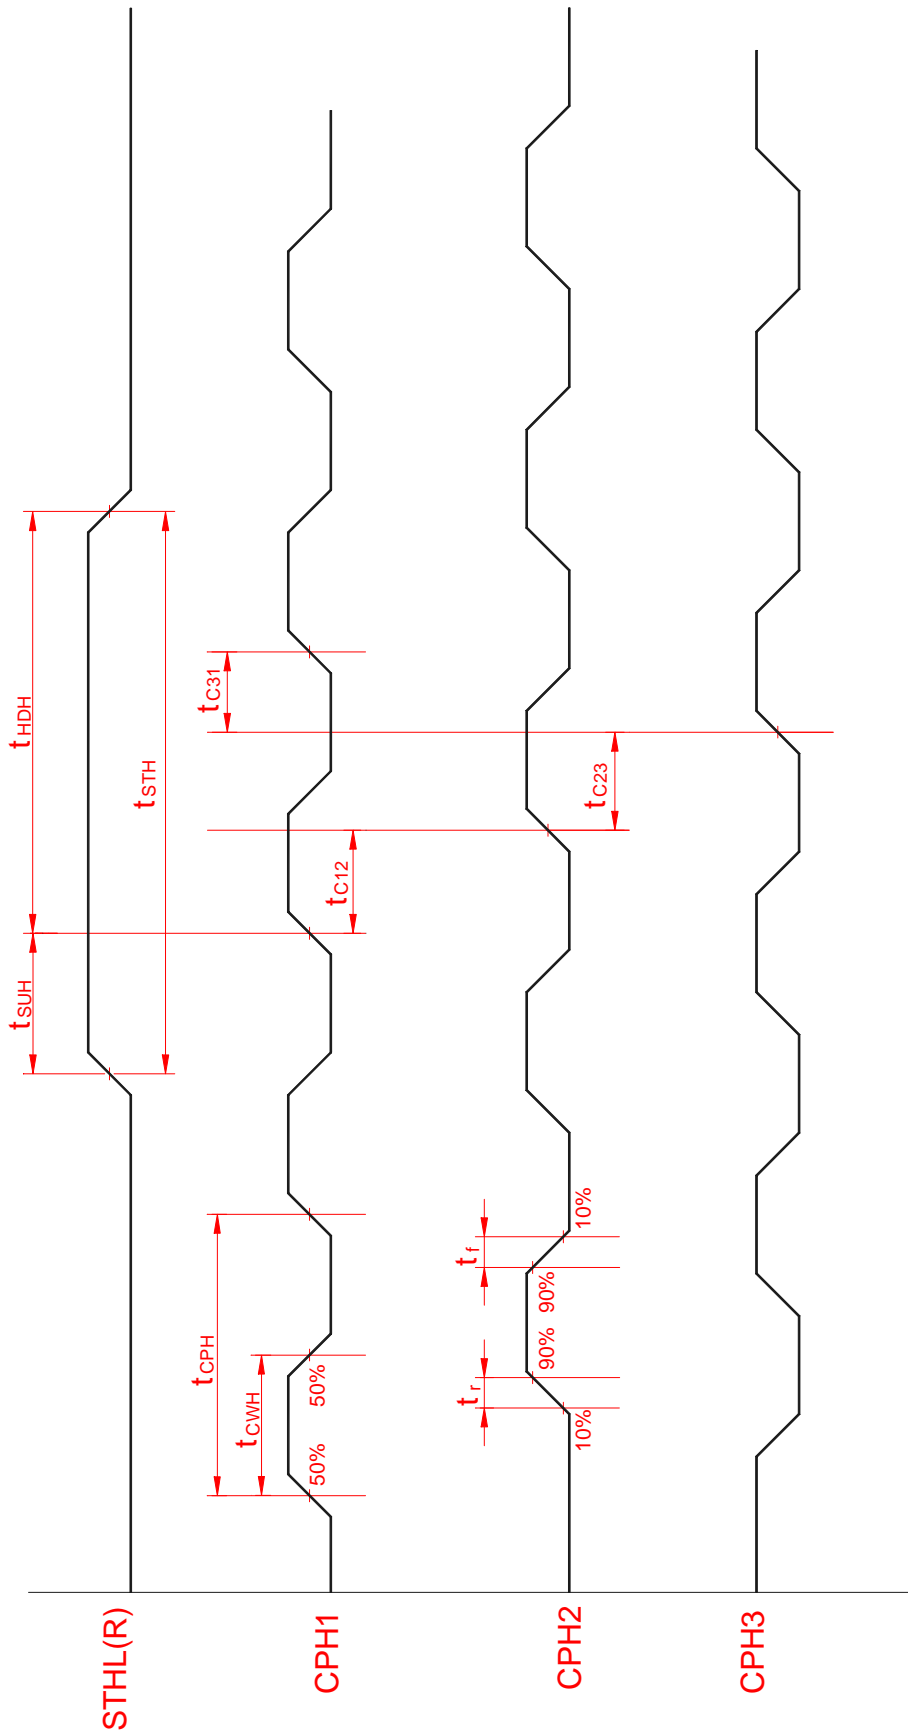 STHL(R)
tSUH
tHDH
tSTH
CPH1
tCPH
tCWH
50%
50%
tC12
tC31
CPH2
tr
tf
10%
90%
90%
10%
tC23
CPH3